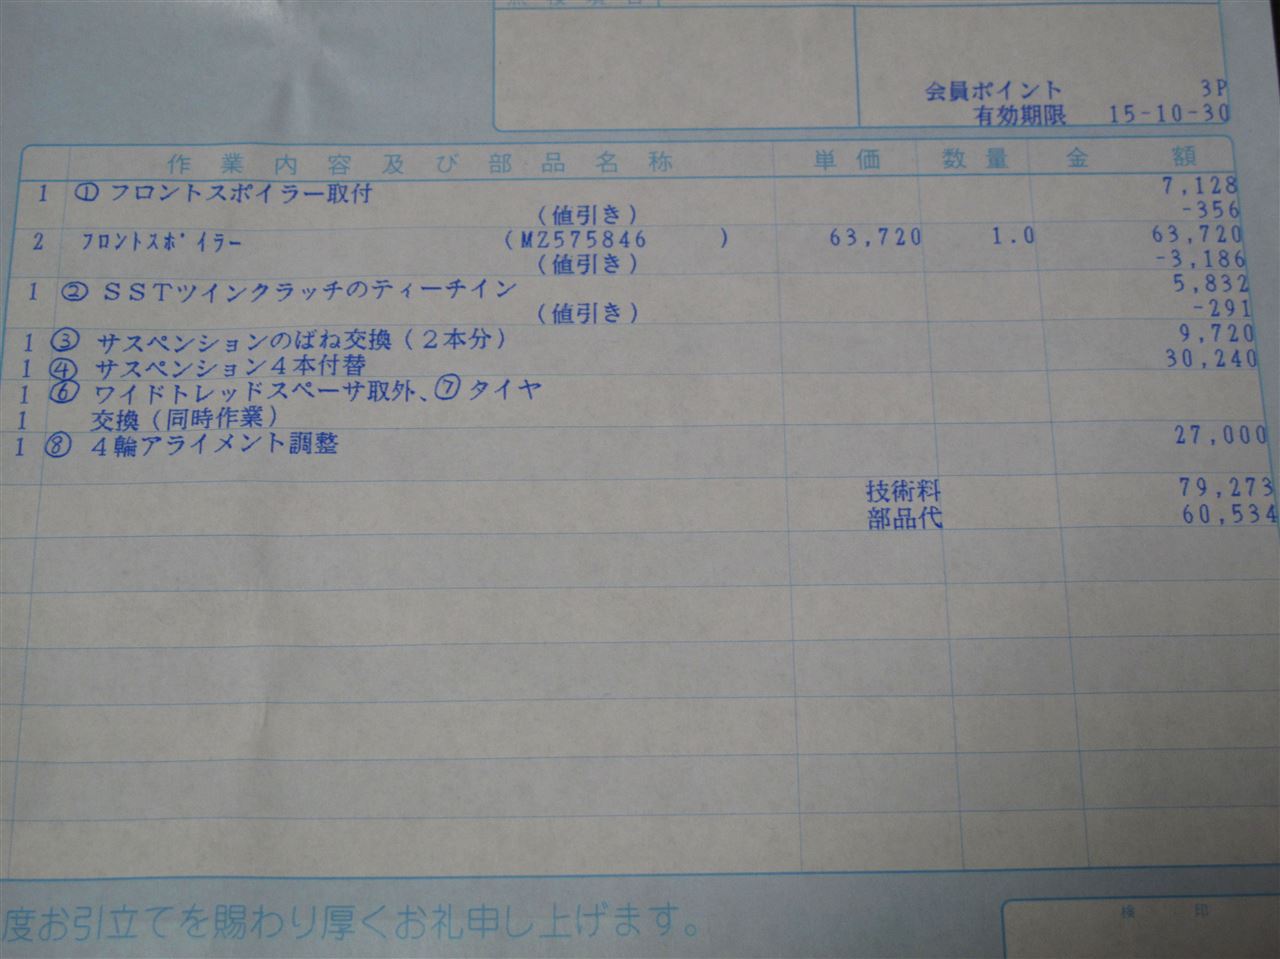 点検項目
会員ポイント 3P
有効期限 15-10-30
作業内容及び部品名称 単価 数量 金額
1 ①フロントスポイラー取付 7,128
(値引き) -356
2 ﾌﾛﾝﾄｽﾎﾟｲﾗｰ (MZ575846 ) 63,720 1.0 63,720
(値引き) -3,186
1 ②SSTツインクラッチのティーチイン 5,832
(値引き) -291
1 ③サスペンションのばね交換(2本分) 9,720
1 ④サスペンション4本付替 30,240
1 ⑥ワイドトレッドスペーサ取外、⑦タイヤ
1 交換(同時作業)
1 ⑧4輪アライメント調整 27,000
技術料 79,273
部品代 60,534
度お引立てを賜わり厚くお礼申し上げます。
検印